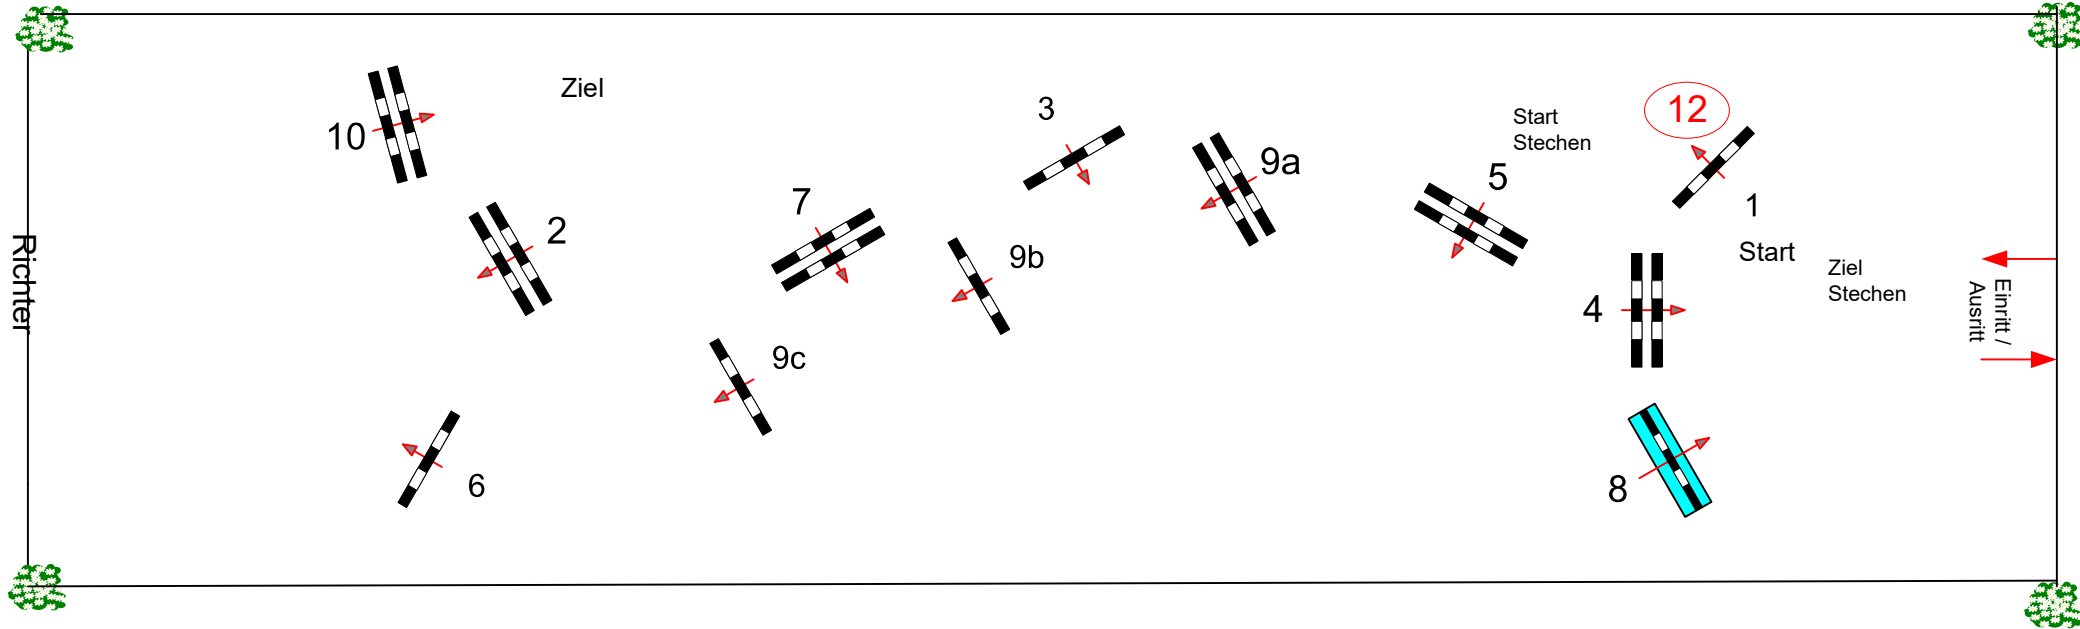 Ziel
10
2
7
3
9a
9b
9c
6
5
Start
Stechen
12
1
Start
Ziel
Stechen
4
8
Richter
Einritt /
Ausritt